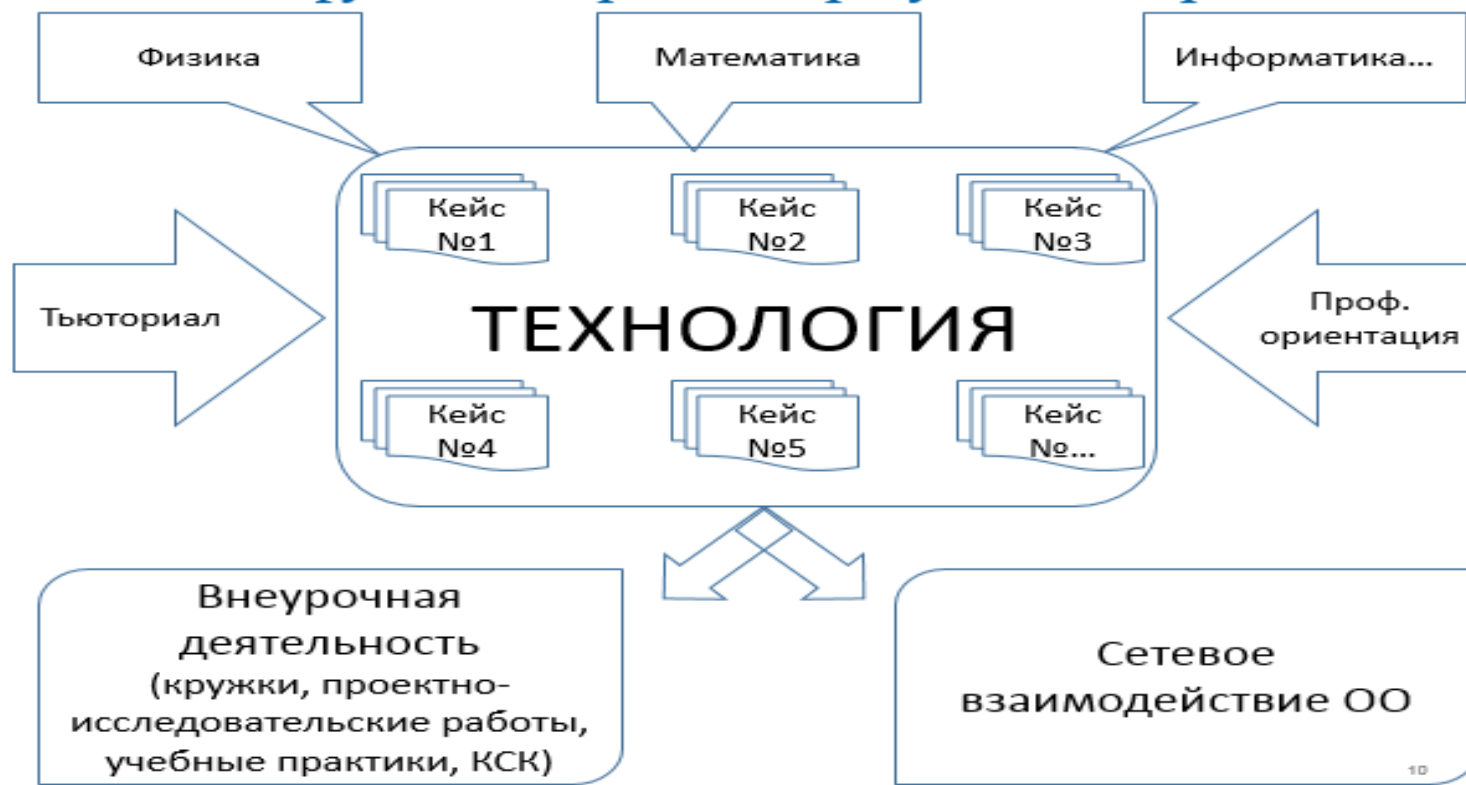 Физика
Математика
Информатика...
Кейс
№1
Кейс
№2
Кейс
№3
Тьюториал
ТЕХНОЛОГИЯ
Проф.
ориентация
Кейс
№4
Кейс
№5
Кейс
№...
Внеурочная
деятельность
(кружки, проектно-
исследовательские работы,
учебные практики, КСК)
Сетевое
взаимодействие ОО
10